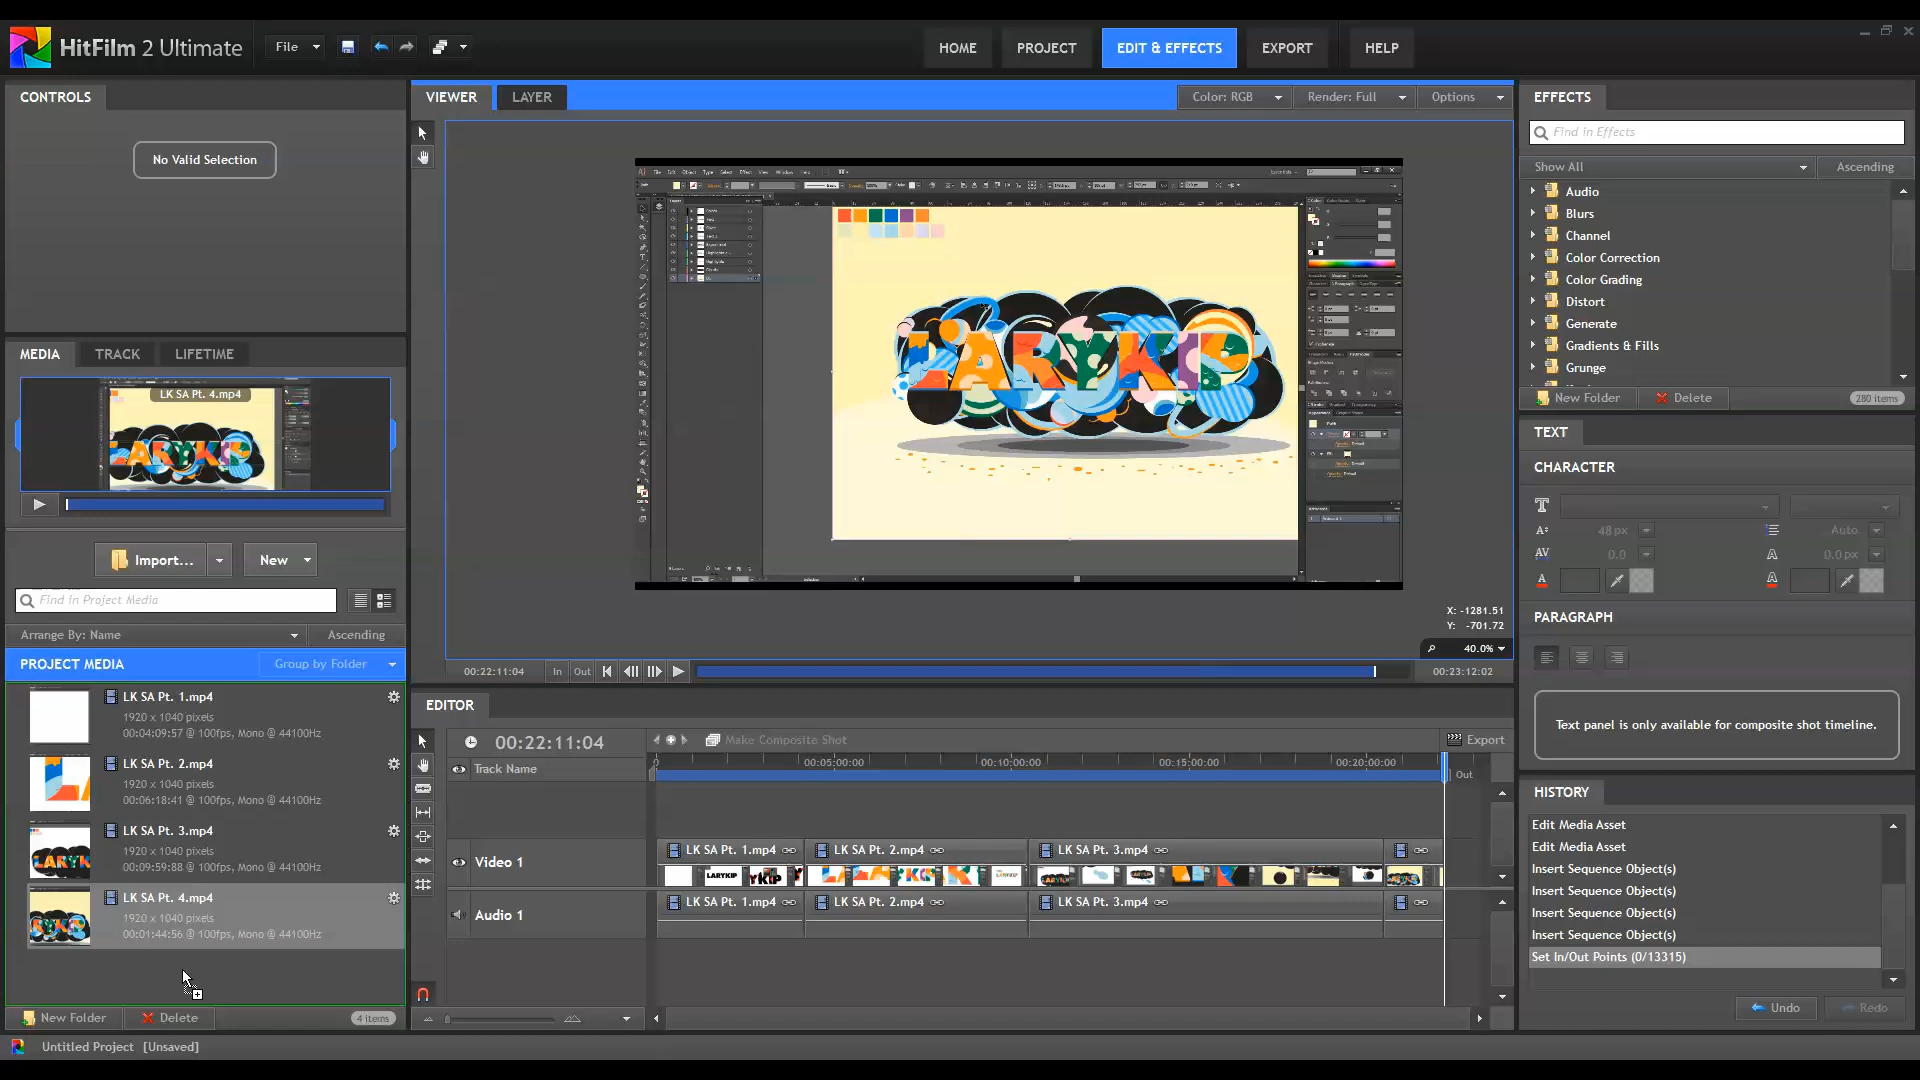 HitFilm 2 Ultimate
File
HOME
PROJECT
EDIT & EFFECTS
EXPORT
HELP
CONTROLS
No Valid Selection
VIEWER
LAYER
Color: RGB
Render: Full
Options
LARYKIP
X: -1281.51
Y: -701.72
40.0%
00:22:11:04
In
Out
00:23:12:02
MEDIA
TRACK
LIFETIME
LK SA Pt. 4.mp4
Import...
New
Find in Project Media
Arrange By: Name
Ascending
PROJECT MEDIA
Group by Folder
LK SA Pt. 1.mp4
1920 x 1040 pixels
00:04:09:57 @ 100fps, Mono @ 44100Hz
LK SA Pt. 2.mp4
1920 x 1040 pixels
00:06:18:41 @ 100fps, Mono @ 44100Hz
LK SA Pt. 3.mp4
1920 x 1040 pixels
00:09:59:88 @ 100fps, Mono @ 44100Hz
LK SA Pt. 4.mp4
1920 x 1040 pixels
00:01:44:56 @ 100fps, Mono @ 44100Hz
New Folder
Delete
4 items
Untitled Project [Unsaved]
EDITOR
00:22:11:04
Make Composite Shot
Export
Track Name
0
00:05:00:00
00:10:00:00
00:15:00:00
00:20:00:00
Out
Video 1
LK SA Pt. 1.mp4
LK SA Pt. 2.mp4
LK SA Pt. 3.mp4
Audio 1
LK SA Pt. 1.mp4
LK SA Pt. 2.mp4
LK SA Pt. 3.mp4
EFFECTS
Find in Effects
Show All
Ascending
Audio
Blurs
Channel
Color Correction
Color Grading
Distort
Generate
Gradients & Fills
Grunge
New Folder
Delete
280 items
TEXT
CHARACTER
48 px
Auto
0.0
0.0 px
PARAGRAPH
Text panel is only available for composite shot timeline.
HISTORY
Edit Media Asset
Edit Media Asset
Insert Sequence Object(s)
Insert Sequence Object(s)
Insert Sequence Object(s)
Insert Sequence Object(s)
Set In/Out Points (0/13315)
Undo
Redo